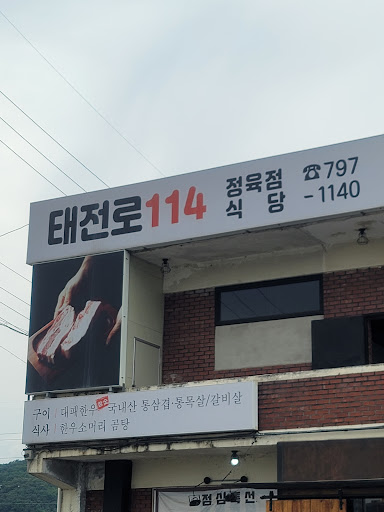 태전로114 정육점 식당 ☎797-1140
구이 | 대패한우 국내산 통삼겹·통목살/갈비살
식사 | 한우소머리 곰탕
점심특선